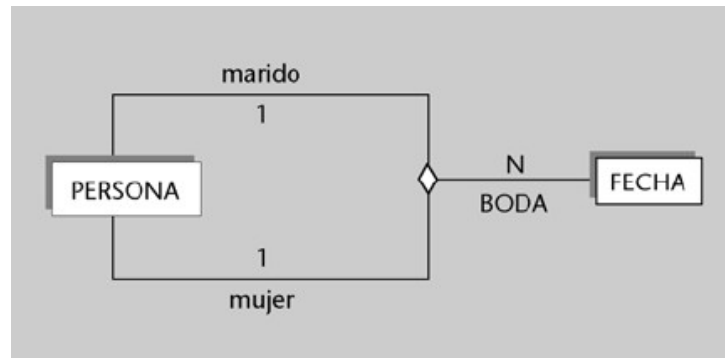 marido
1
PERSONA
N
BODA
FECHA
1
mujer